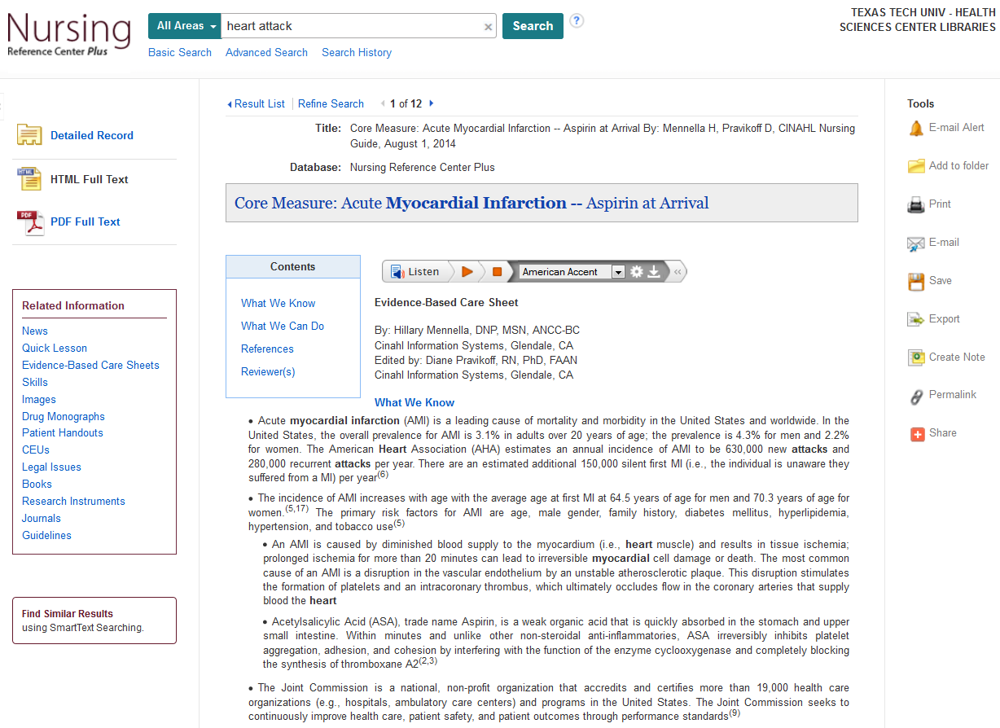 Nursing
Reference Center Plus
All Areas
heart attack
×
Search
?
Basic Search
Advanced Search
Search History
TEXAS TECH UNIV - HEALTH
SCIENCES CENTER LIBRARIES
Detailed Record
HTML
HTML Full Text
PDF
PDF Full Text
Related Information
News
Quick Lesson
Evidence-Based Care Sheets
Skills
Images
Drug Monographs
Patient Handouts
CEUs
Legal Issues
Books
Research Instruments
Journals
Guidelines
Find Similar Results
using SmartText Searching.
Result List
Refine Search
1 of 12
Title: Core Measure: Acute Myocardial Infarction -- Aspirin at Arrival By: Mennella H, Pravikoff D, CINAHL Nursing
Guide, August 1, 2014
Database: Nursing Reference Center Plus
Core Measure: Acute Myocardial Infarction -- Aspirin at Arrival
Contents
What We Know
What We Can Do
References
Reviewer(s)
Listen
American Accent
«
Evidence-Based Care Sheet
By: Hillary Mennella, DNP, MSN, ANCC-BC
Cinahl Information Systems, Glendale, CA
Edited by: Diane Pravikoff, RN, PhD, FAAN
Cinahl Information Systems, Glendale, CA
What We Know
• Acute myocardial infarction (AMI) is a leading cause of mortality and morbidity in the United States and worldwide. In the
United States, the overall prevalence for AMI is 3.1% in adults over 20 years of age; the prevalence is 4.3% for men and 2.2%
for women. The American Heart Association (AHA) estimates an annual incidence of AMI to be 630,000 new attacks and
280,000 recurrent attacks per year. There are an estimated additional 150,000 silent first MI (i.e., the individual is unaware they
suffered from a MI) per year(6)
• The incidence of AMI increases with age with the average age at first MI at 64.5 years of age for men and 70.3 years of age for
women.(5,17) The primary risk factors for AMI are age, male gender, family history, diabetes mellitus, hyperlipidemia,
hypertension, and tobacco use(5)
• An AMI is caused by diminished blood supply to the myocardium (i.e., heart muscle) and results in tissue ischemia;
prolonged ischemia for more than 20 minutes can lead to irreversible myocardial cell damage or death. The most common
cause of an AMI is a disruption in the vascular endothelium by an unstable atherosclerotic plaque. This disruption stimulates
the formation of platelets and an intracoronary thrombus, which ultimately occludes flow in the coronary arteries that supply
blood the heart
• Acetylsalicylic Acid (ASA), trade name Aspirin, is a weak organic acid that is quickly absorbed in the stomach and upper
small intestine. Within minutes and unlike other non-steroidal anti-inflammatories, ASA irreversibly inhibits platelet
aggregation, adhesion, and cohesion by interfering with the function of the enzyme cyclooxygenase and completely blocking
the synthesis of thromboxane A2(2,3)
• The Joint Commission is a national, non-profit organization that accredits and certifies more than 19,000 health care
organizations (e.g., hospitals, ambulatory care centers) and programs in the United States. The Joint Commission seeks to
continuously improve health care, patient safety, and patient outcomes through performance standards(9)
Tools
E-mail Alert
Add to folder
Print
E-mail
Save
Export
Create Note
Permalink
Share